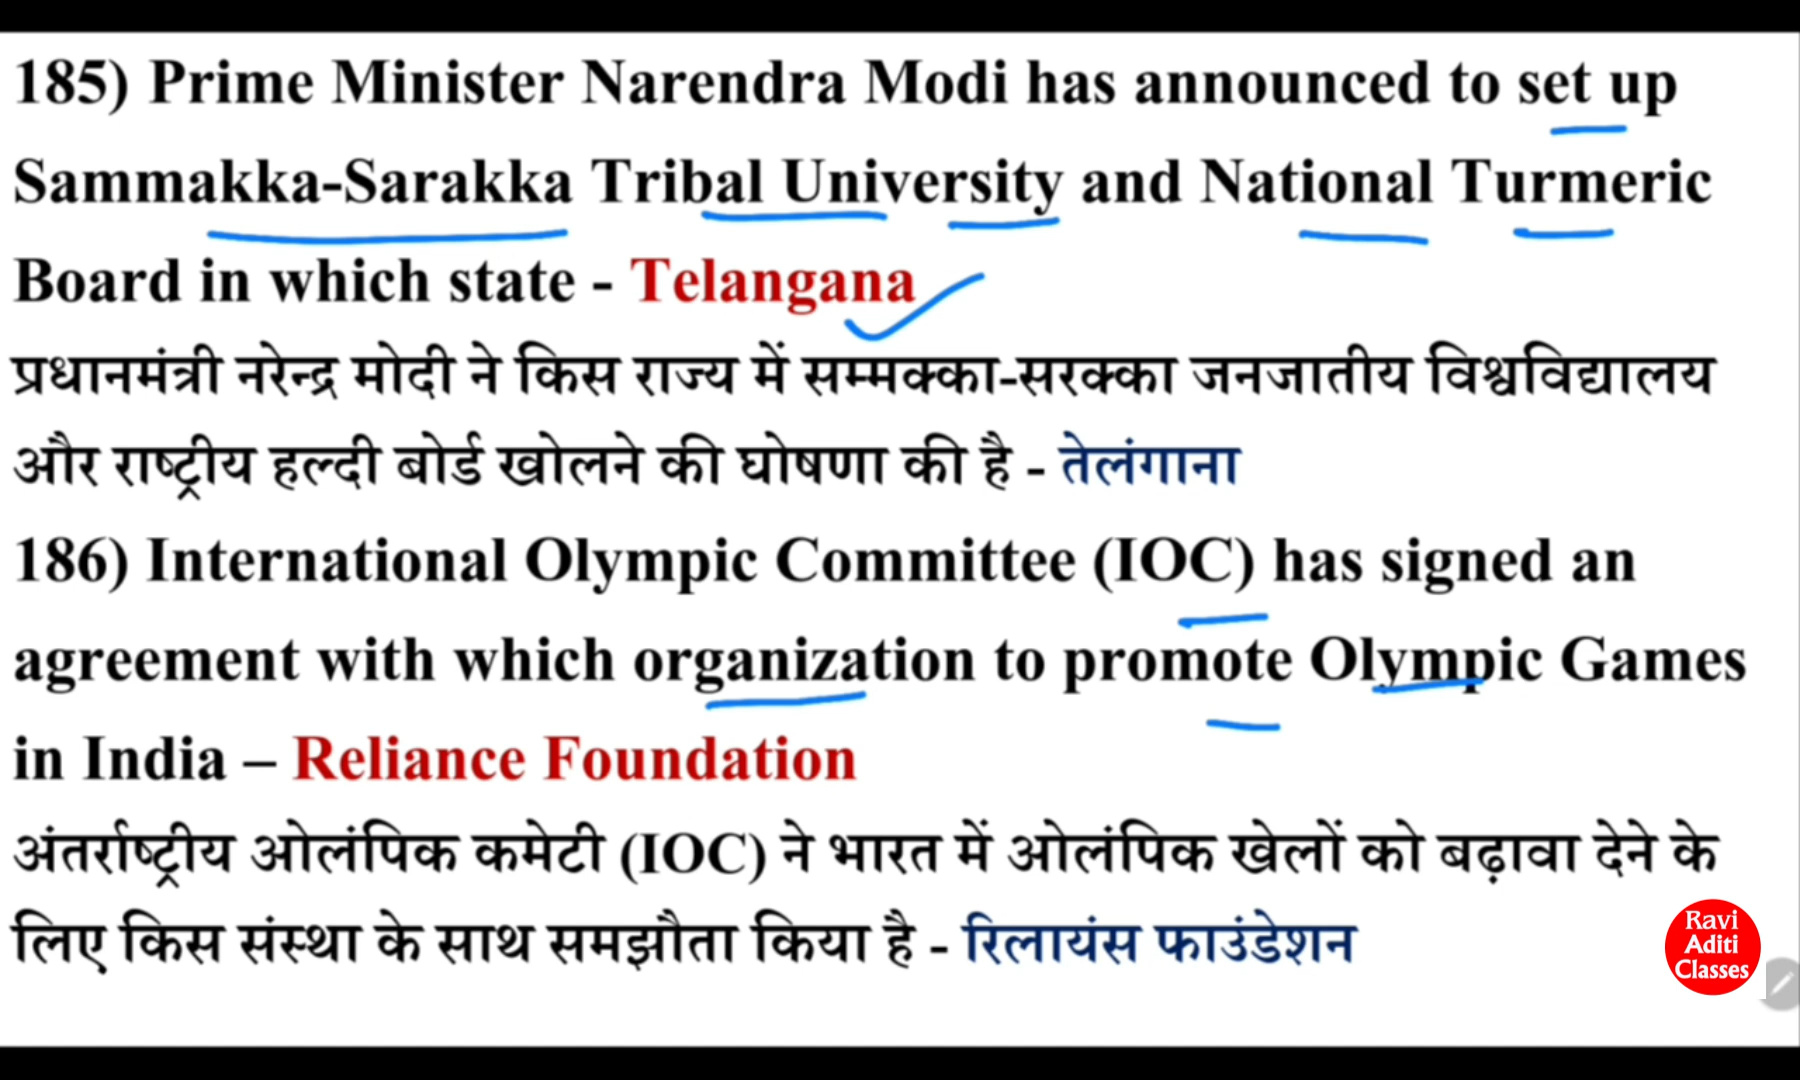 185) Prime Minister Narendra Modi has announced to set up
Sammakka-Sarakka Tribal University and National Turmeric
Board in which state - Telangana
प्रधानमंत्री नरेन्द्र मोदी ने किस राज्य में सम्मक्का-सरक्का जनजातीय विश्वविद्यालय
और राष्ट्रीय हल्दी बोर्ड खोलने की घोषणा की है - तेलंगाना
186) International Olympic Committee (IOC) has signed an
agreement with which organization to promote Olympic Games
in India – Reliance Foundation
अंतर्राष्ट्रीय ओलंपिक कमेटी (IOC) ने भारत में ओलंपिक खेलों को बढ़ावा देने के
लिए किस संस्था के साथ समझौता किया है - रिलायंस फाउंडेशन
Ravi
Aditi
Classes